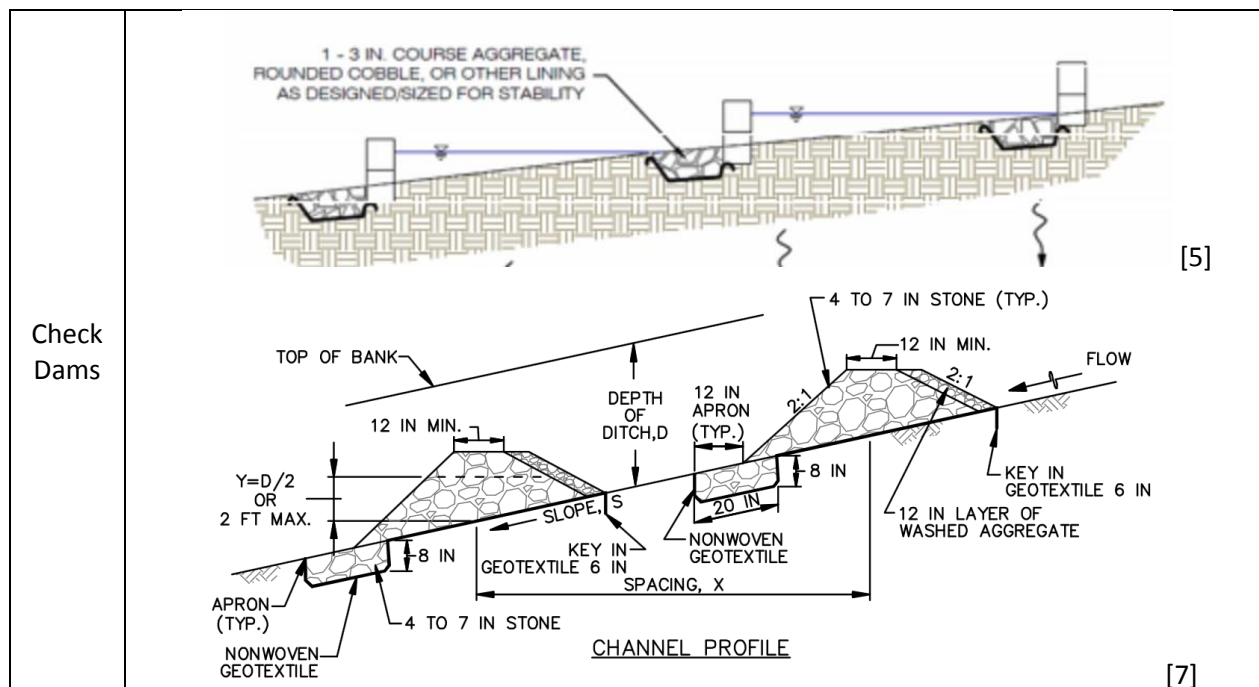 1 - 3 IN. COURSE AGGREGATE,
ROUNDED COBBLE, OR OTHER LINING
AS DESIGNED/SIZED FOR STABILITY
[5]
Check
Dams
4 TO 7 IN STONE (TYP.)
TOP OF BANK
12 IN MIN.
FLOW
2:1
2:1
DEPTH
OF
DITCH,D
12 IN
APRON
(TYP.)
12 IN MIN.
Y=D/2
OR
2 FT MAX.
8 IN
KEY IN
GEOTEXTILE 6 IN
20 IN
SLOPE, S
12 IN LAYER OF
WASHED AGGREGATE
NONWOVEN
GEOTEXTILE
KEY IN
GEOTEXTILE 6 IN
8 IN
SPACING, X
APRON
(TYP.)
4 TO 7 IN STONE
NONWOVEN
GEOTEXTILE
CHANNEL PROFILE
[7]